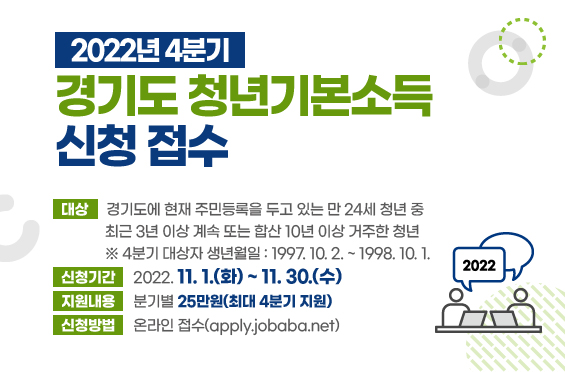 2022년 4분기
경기도 청년기본소득
신청 접수
대상 경기도에 현재 주민등록을 두고 있는 만 24세 청년 중
최근 3년 이상 계속 또는 합산 10년 이상 거주한 청년
※ 4분기 대상자 생년월일 : 1997. 10. 2. ~ 1998. 10. 1.
신청기간 2022. 11. 1.(화) ~ 11. 30.(수)
지원내용 분기별 25만원(최대 4분기 지원)
신청방법 온라인 접수(apply.jobaba.net)
2022